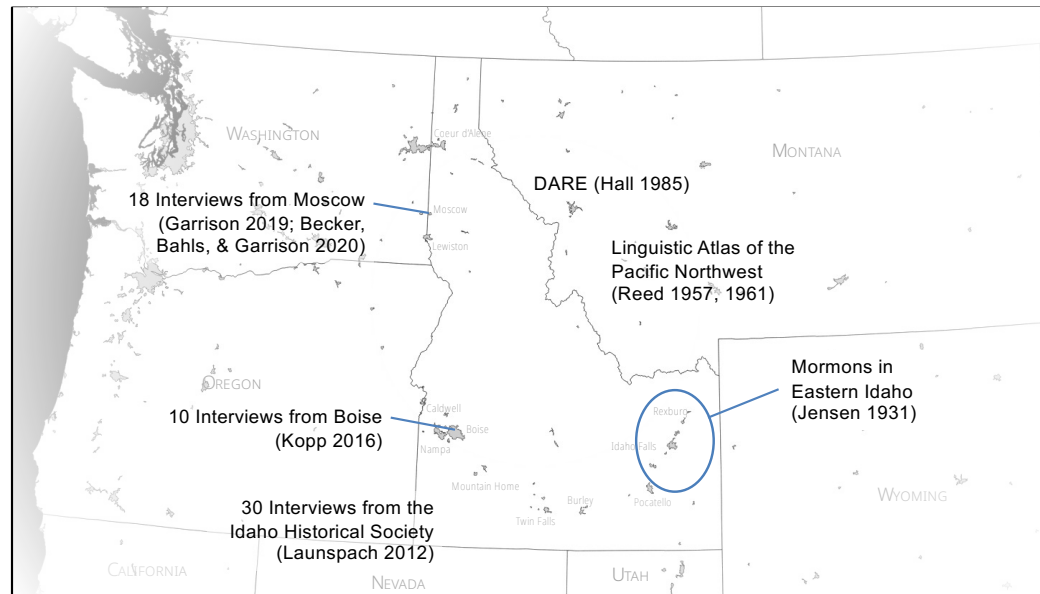 WASHINGTON
Coeur d'Alene
MONTANA
DARE (Hall 1985)
18 Interviews from Moscow
(Garrison 2019; Becker,
Bahls, & Garrison 2020)
Moscow
Lewiston
Linguistic Atlas of the
Pacific Northwest
(Reed 1957, 1961)
OREGON
Mormons in
Eastern Idaho
(Jensen 1931)
10 Interviews from Boise
(Kopp 2016)
Caldwell
Boise
Nampa
Rexburg
Idaho Falls
Mountain Home
Pocatello
WYOMING
30 Interviews from the
Idaho Historical Society
(Launspach 2012)
Burley
Twin Falls
CALIFORNIA
NEVADA
UTAH